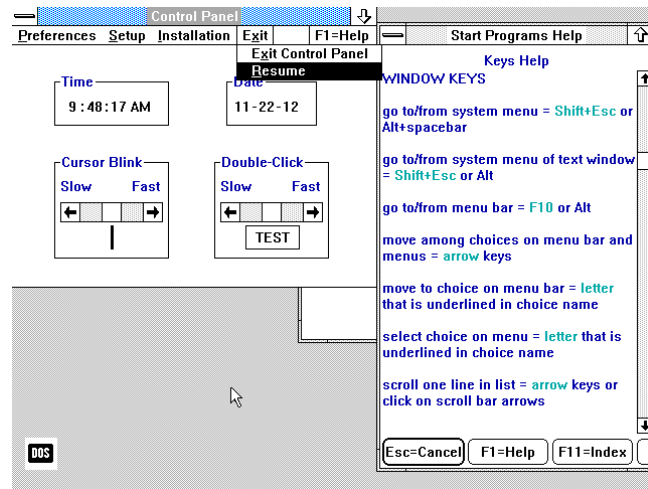 Control Panel
Preferences Setup Installation Exit F1=Help
Exit Control Panel
Resume
Time
9:48:17 AM
Date
11-22-12
Cursor Blink
Slow Fast
Double-Click
Slow Fast
TEST
DOS
Start Programs Help
Keys Help
WINDOW KEYS
go to/from system menu = Shift+Esc or
Alt+spacebar
go to/from system menu of text window
= Shift+Esc or Alt
go to/from menu bar = F10 or Alt
move among choices on menu bar and
menus = arrow keys
move to choice on menu bar = letter
that is underlined in choice name
select choice on menu = letter that is
underlined in choice name
scroll one line in list = arrow keys or
click on scroll bar arrows
Esc=Cancel F1=Help F11=Index